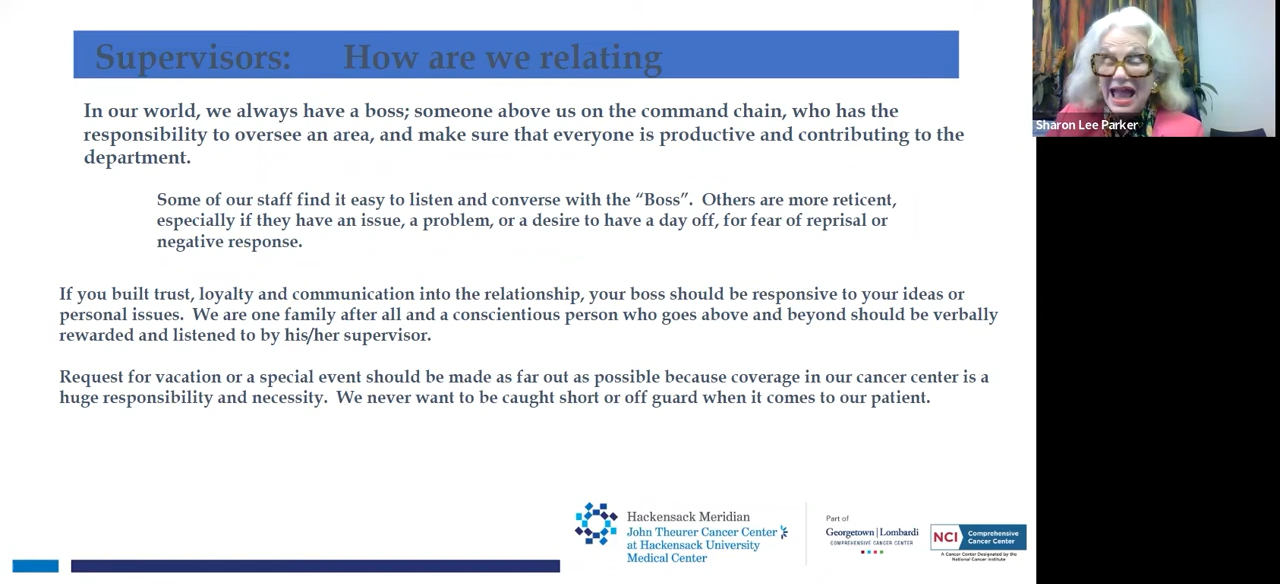 Supervisors: How are we relating
In our world, we always have a boss; someone above us on the command chain, who has the
responsibility to oversee an area, and make sure that everyone is productive and contributing to the
department.
Some of our staff find it easy to listen and converse with the “Boss”. Others are more reticent,
especially if they have an issue, a problem, or a desire to have a day off, for fear of reprisal or
negative response.
If you built trust, loyalty and communication into the relationship, your boss should be responsive to your ideas or
personal issues. We are one family after all and a conscientious person who goes above and beyond should be verbally
rewarded and listened to by his/her supervisor.
Request for vacation or a special event should be made as far out as possible because coverage in our cancer center is a
huge responsibility and necessity. We never want to be caught short or off guard when it comes to our patient.
Hackensack Meridian
John Theurer Cancer Center
at Hackensack University
Medical Center
Part of
Georgetown | Lombardi
COMPREHENSIVE CANCER CENTER
NCI Comprehensive
Cancer Center
A Cancer Center Designated by the
National Cancer Institute
Sharon Lee Parker